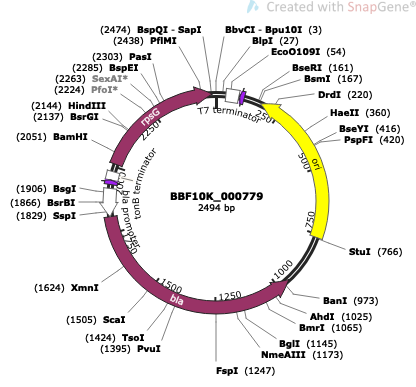 Created with SnapGene®
(2474) BspQI - SapI
(2438) PflMI
(2303) PasI
(2285) BspEI
(2263) SexAI*
(2224) PfoI*
(2144) HindIII
(2137) BsrGI
(2051) BamHI
(1906) BsgI
(1866) BsrBI
(1829) SspI
(1624) XmnI
(1505) ScaI
(1424) TsoI
(1395) PvuI
FspI (1247)
NmeAIII (1173)
BglI (1145)
BmrI (1065)
AhdI (1025)
BanI (973)
StuI (766)
PspFI (420)
BseYI (416)
HaeII (360)
DrdI (220)
BsmI (167)
BseRI (161)
EcoO109I (54)
BlpI (27)
BbvCI - Bpu10I (3)
T7 terminator
rpsG
tonB terminator
bla promoter
bla
ori
250
500
750
1000
1250
1500
1750
2250
BBF10K_000779
2494 bp